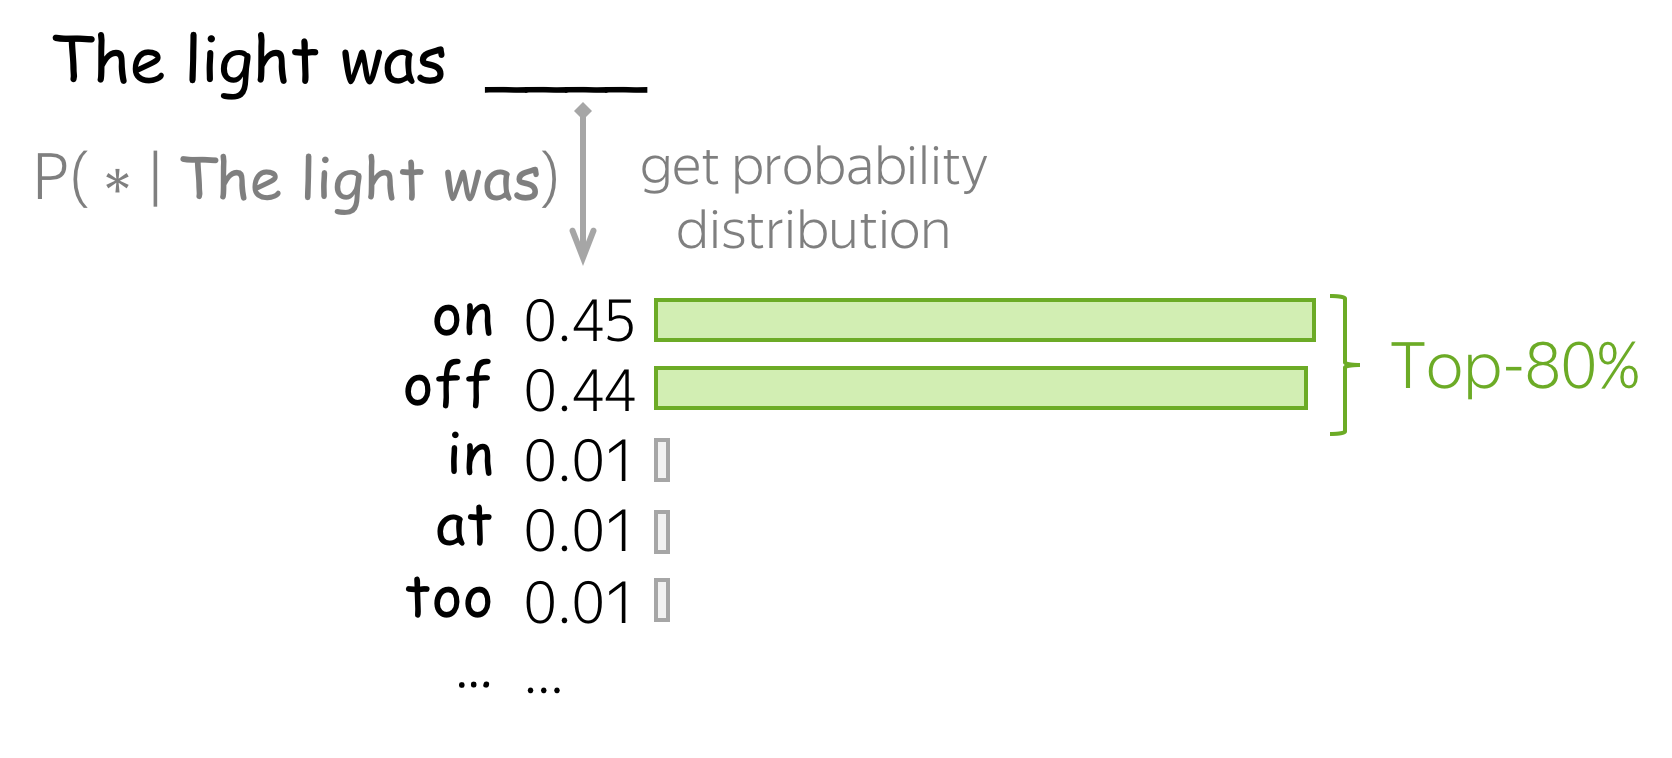 The light was ____
P( * | The light was)
get probability
distribution
on 0.45
off 0.44
Top-80%
in 0.01
at 0.01
too 0.01
... ...